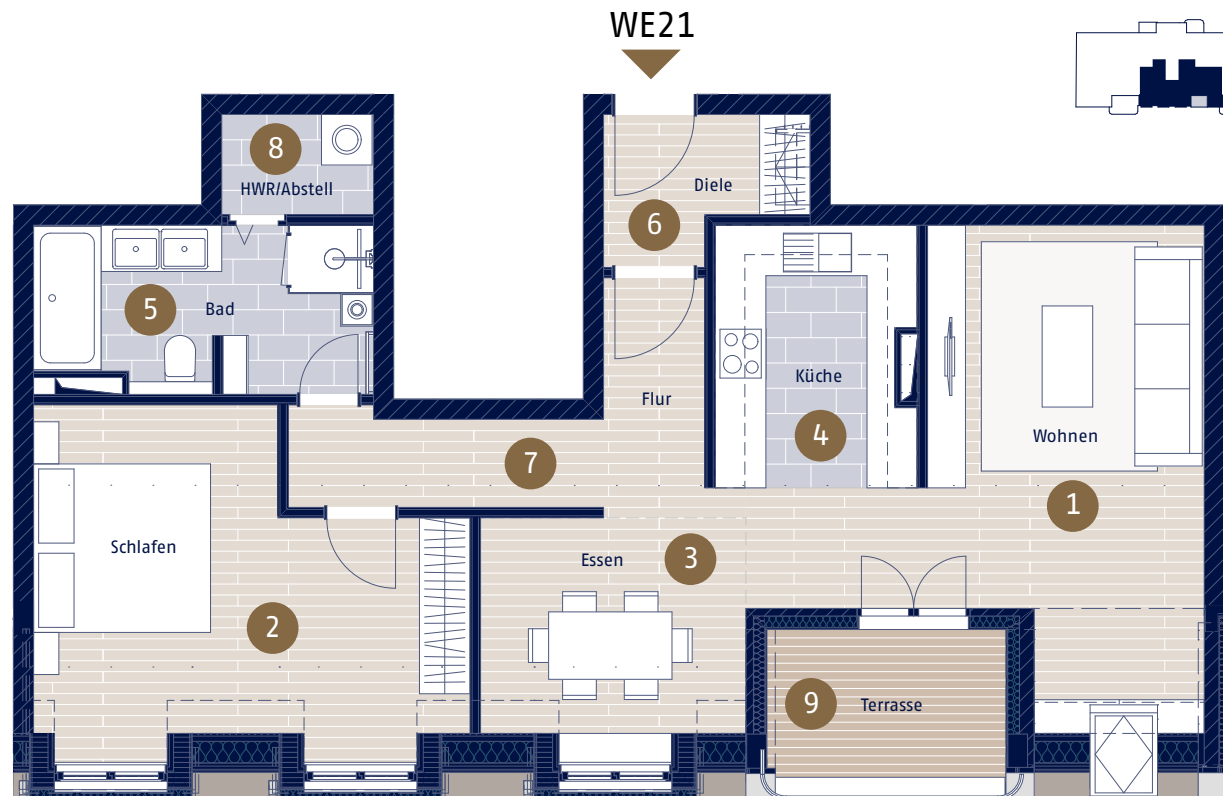 WE21
8
HWR/Abstell
Diele
6
5
Bad
Küche
4
Flur
7
Wohnen
1
Schlafen
2
Essen
3
9
Terrasse